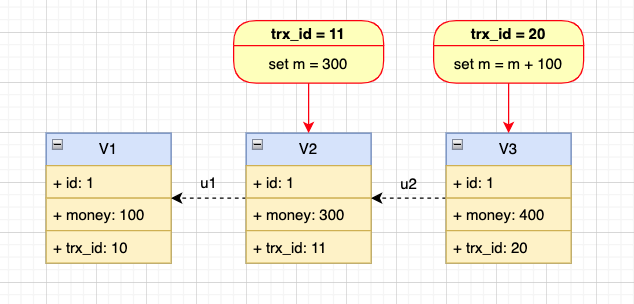 trx_id = 11
set m = 300
trx_id = 20
set m = m + 100
V1
+ id: 1
+ money: 100
+ trx_id: 10
u1
V2
+ id: 1
+ money: 300
+ trx_id: 11
u2
V3
+ id: 1
+ money: 400
+ trx_id: 20